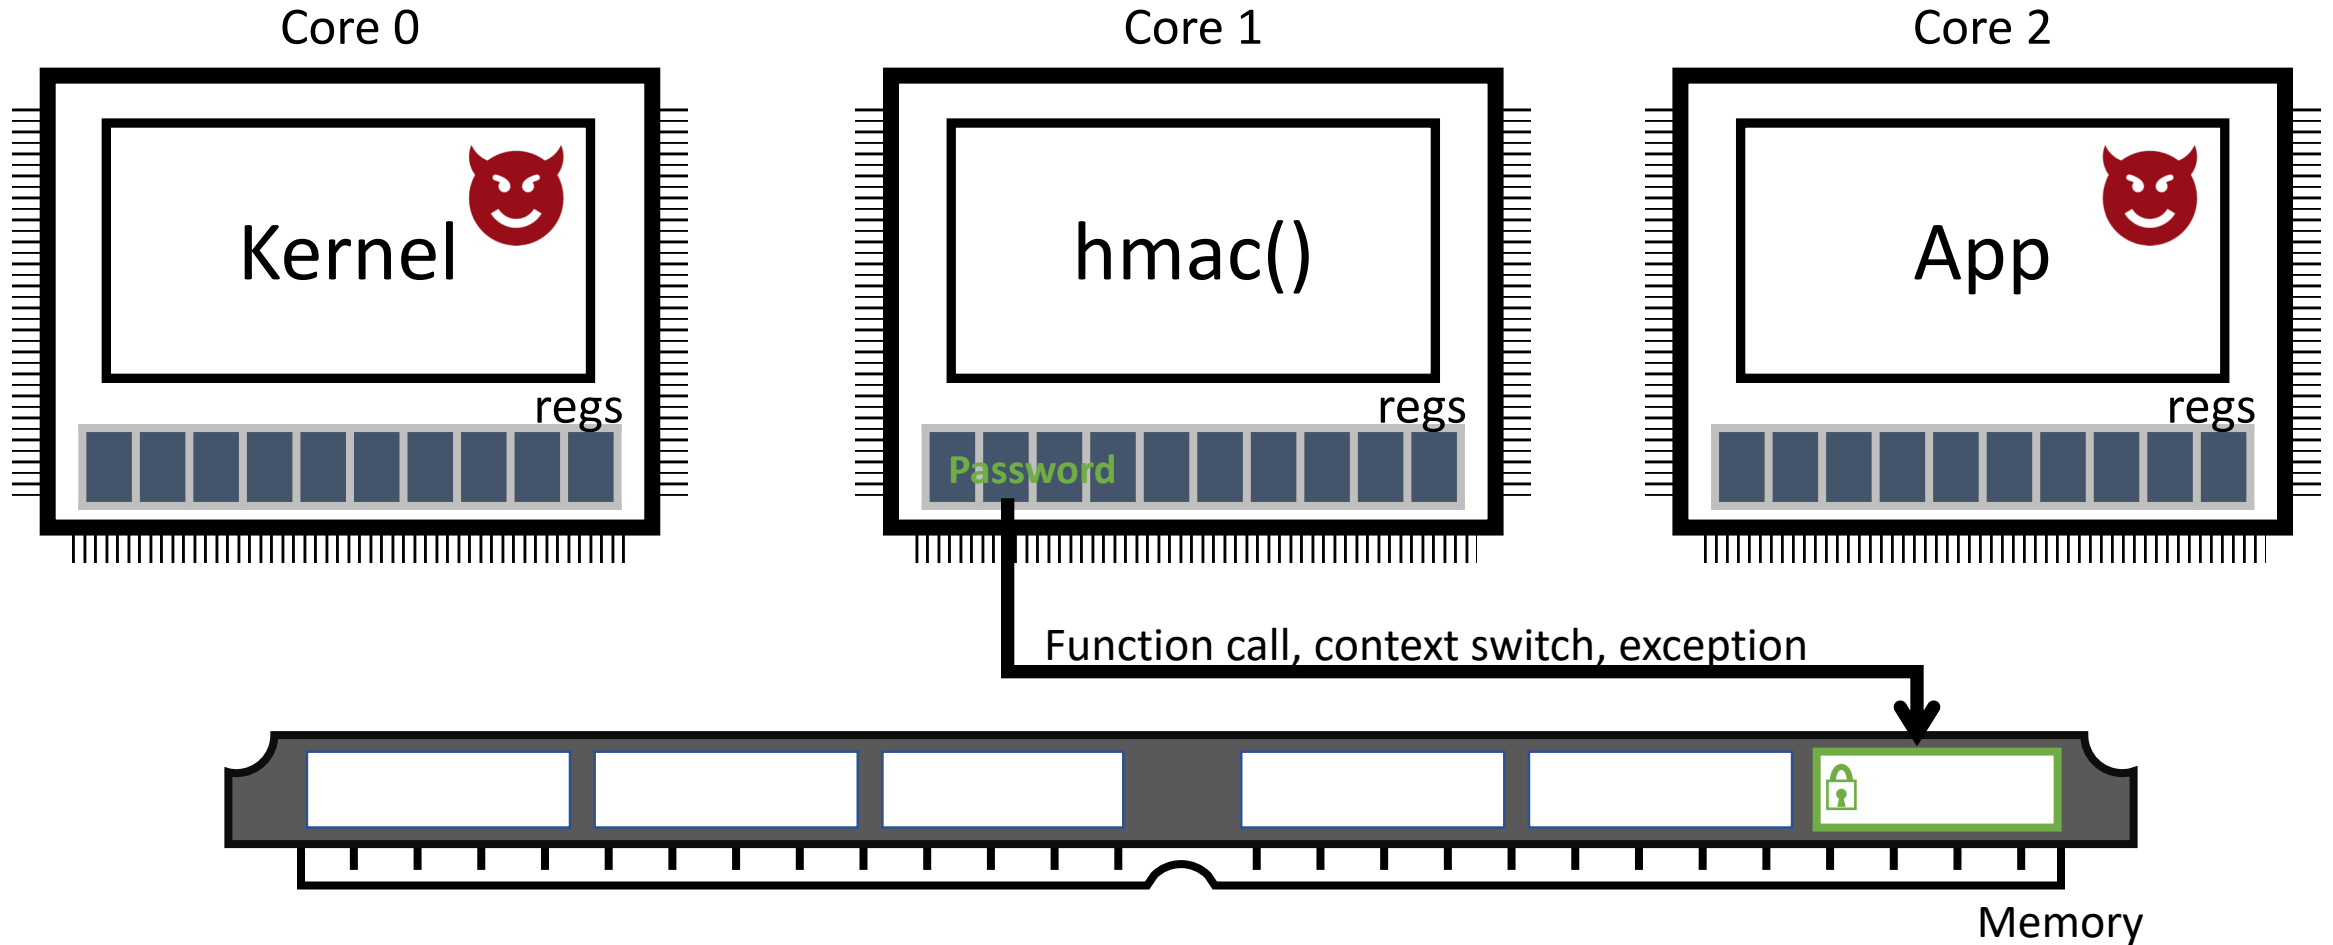 Core 0
Core 1
Core 2
Kernel
hmac()
App
regs
regs
regs
Password
Function call, context switch, exception
Memory